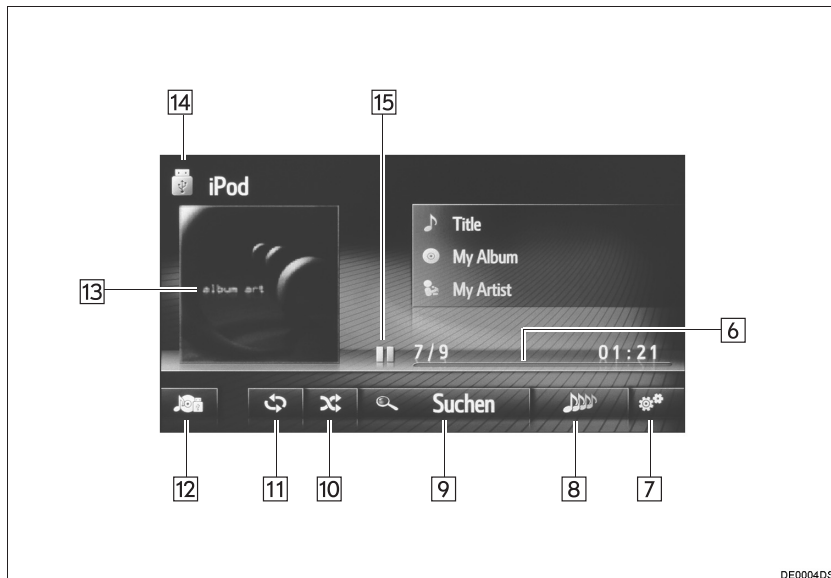 14
15
iPod
Title
My Album
My Artist
album art
13
6
7/9
01:21
Suchen
12
11
10
9
8
7
DE0004DS